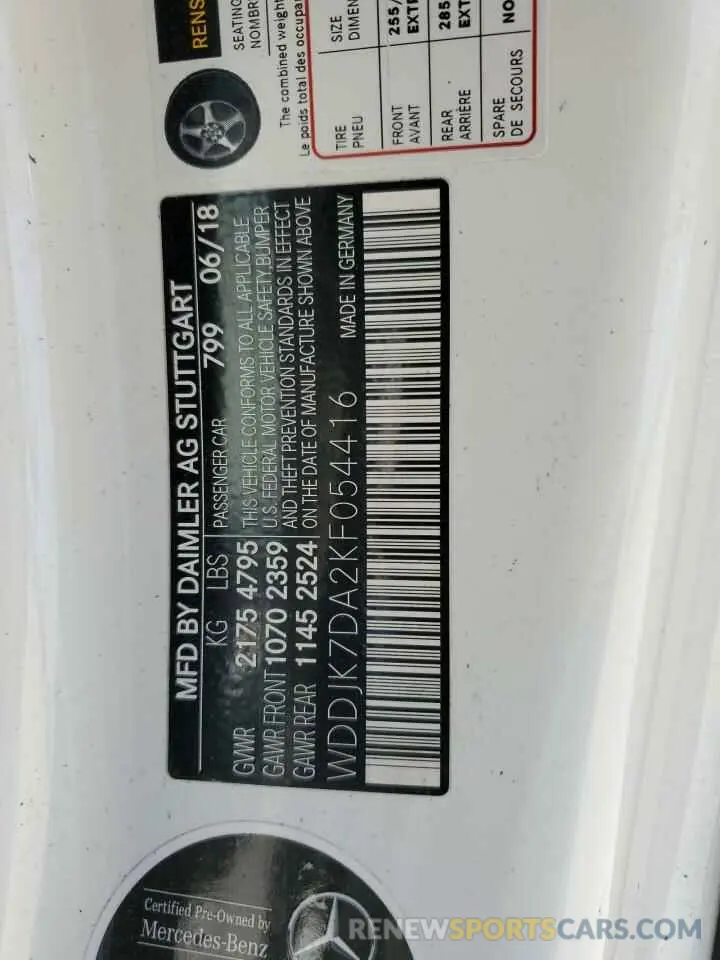 MFD BY DAIMLER AG STUTTGART
KG LBS PASSENGER CAR 799 06/18
GVWR 2175 4795 THIS VEHICLE CONFORMS TO ALL APPLICABLE
GAWR FRONT 1070 2359 U.S. FEDERAL MOTOR VEHICLE SAFETY,BUMPER
GAWR REAR 1145 2524 AND THEFT PREVENTION STANDARDS IN EFFECT
ON THE DATE OF MANUFACTURE SHOWN ABOVE
WDDJK7DA2KF054416 MADE IN GERMANY
RENS
SEATING
NOMBR
The combined weight
Le poids total des occupa
TIRE SIZE
PNEU DIMEN
FRONT 255/
AVANT EXTR
REAR 285
ARRIÈRE EXT
SPARE NO
DE SECOURS
Certified Pre-Owned by
Mercedes-Benz
RENEWSPORTSCARS.COM